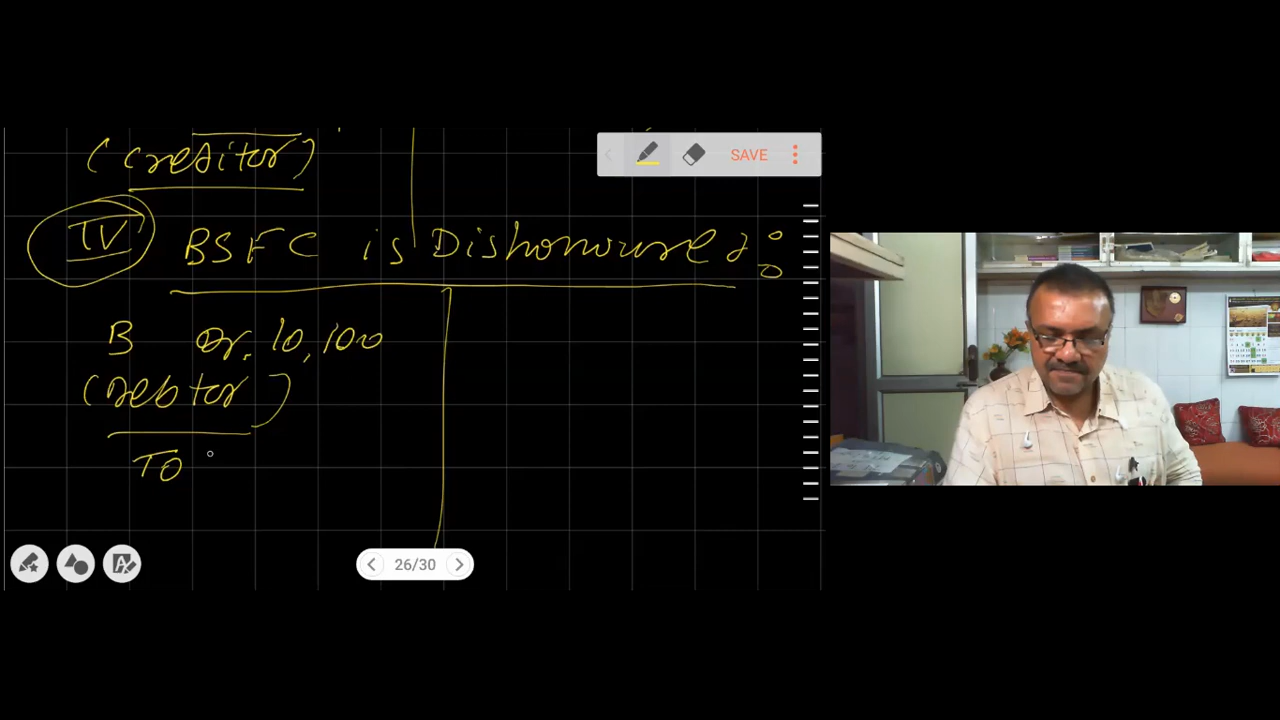 (Creditor)
SAVE
IV BSFC is Dishonoured :
B Dr. 10,100
(Debtor)
To
26/30